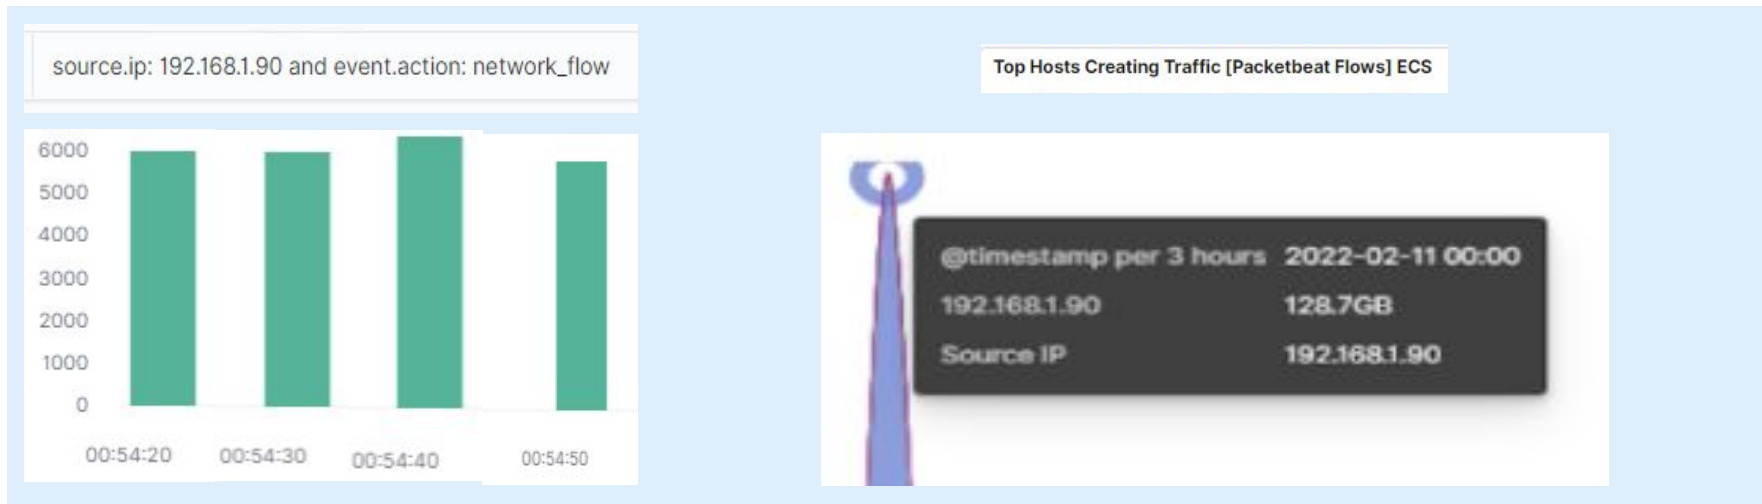 source.ip: 192.168.1.90 and event.action: network_flow
6000
5000
4000
3000
2000
1000
0
00:54:20 00:54:30 00:54:40 00:54:50
Top Hosts Creating Traffic [Packetbeat Flows] ECS
@timestamp per 3 hours 2022-02-11 00:00
192.168.1.90 128.7GB
Source IP 192.168.1.90